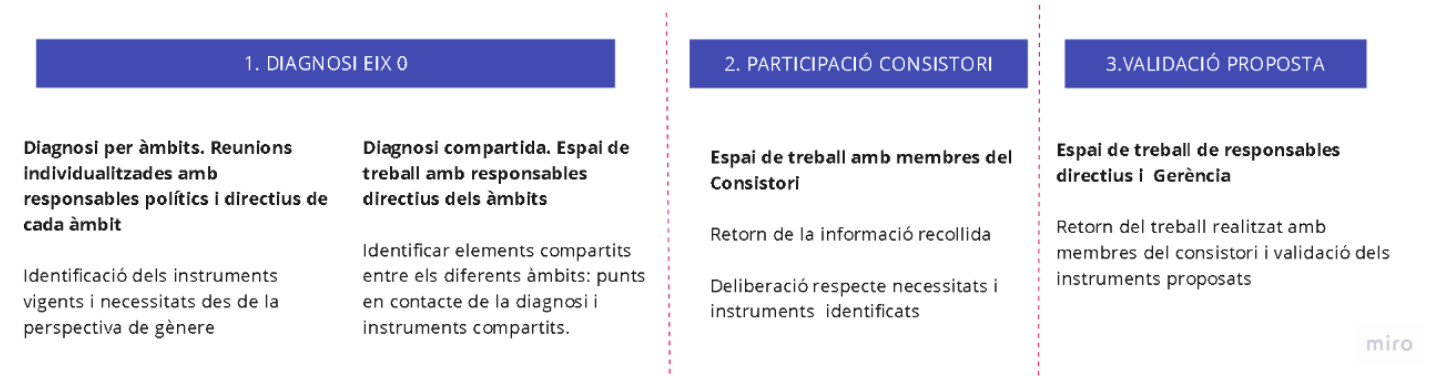 1. DIAGNOSI EIX 0
Diagnosi per àmbits. Reunions
individualitzades amb
responsables polítics i directius de
cada àmbit
Identificació dels instruments
vigents i necessitats des de la
perspectiva de gènere
Diagnosi compartida. Espai de
treball amb responsables
directius dels àmbits
Identificar elements compartits
entre els diferents àmbits: punts
en contacte de la diagnosi i
instruments compartits.
2. PARTICIPACIÓ CONSISTORI
Espai de treball amb membres del
Consistori
Retorn de la informació recollida
Deliberació respecte necessitats i
instruments identificats
3.VALIDACIÓ PROPOSTA
Espai de treball de responsables
directius i Gerència
Retorn del treball realitzat amb
membres del consistori i validació dels
instruments proposats
miro